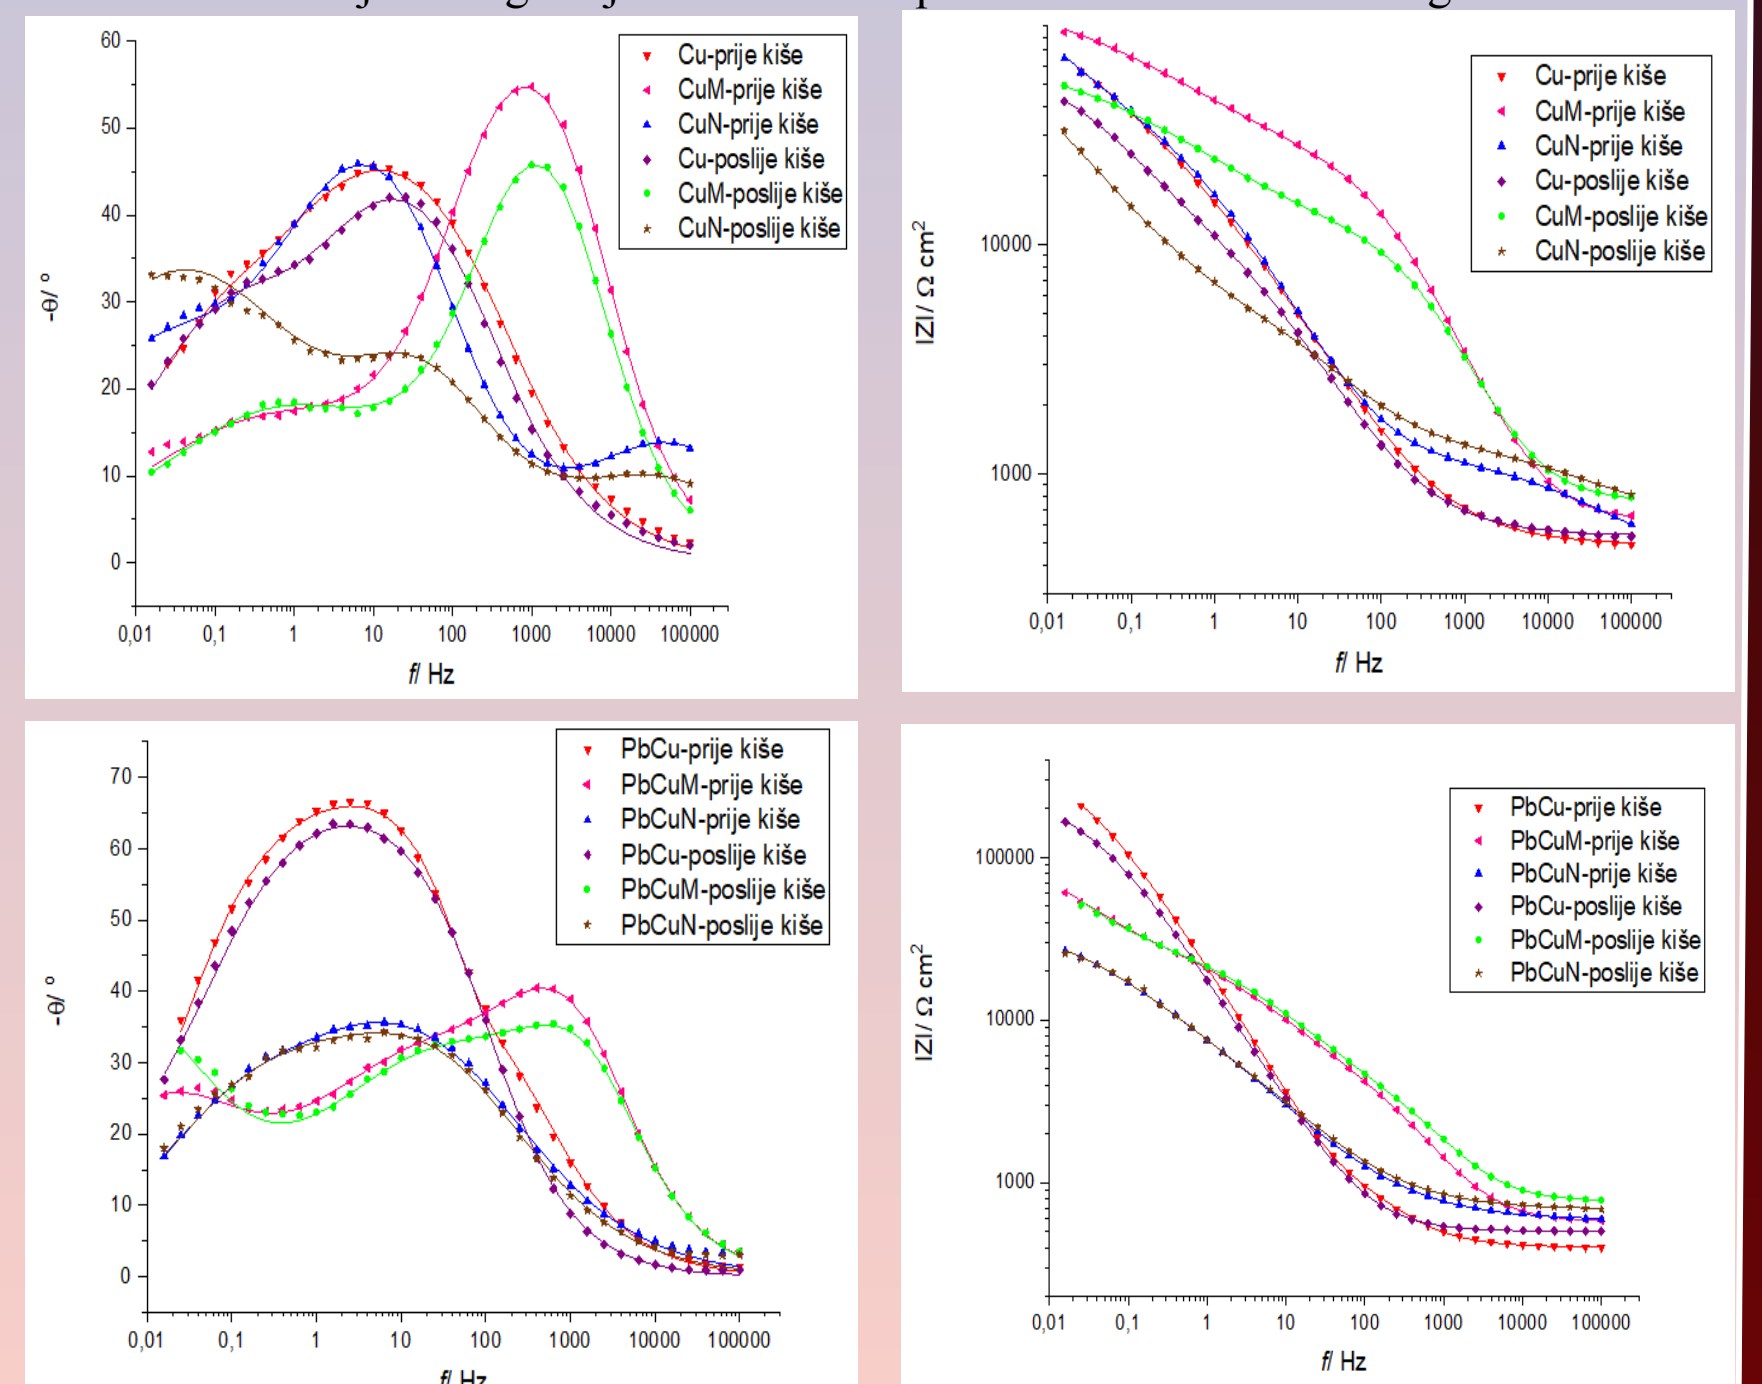 60
50
40
30
20
10
0
-θ/ °
0,01 0,1 1 10 100 1000 10000 100000
f/ Hz
Cu-prije kiše
CuM-prije kiše
CuN-prije kiše
Cu-poslije kiše
CuM-poslije kiše
CuN-poslije kiše
10000
1000
IZI/ Ω cm²
0,01 0,1 1 10 100 1000 10000 100000
f/ Hz
Cu-prije kiše
CuM-prije kiše
CuN-prije kiše
Cu-poslije kiše
CuM-poslije kiše
CuN-poslije kiše
70
60
50
40
30
20
10
0
-θ/ °
0,01 0,1 1 10 100 1000 10000 100000
f/ Hz
PbCu-prije kiše
PbCuM-prije kiše
PbCuN-prije kiše
PbCu-poslije kiše
PbCuM-poslije kiše
PbCuN-poslije kiše
100000
10000
1000
IZI/ Ω cm²
0,01 0,1 1 10 100 1000 10000 100000
f/ Hz
PbCu-prije kiše
PbCuM-prije kiše
PbCuN-prije kiše
PbCu-poslije kiše
PbCuM-poslije kiše
PbCuN-poslije kiše